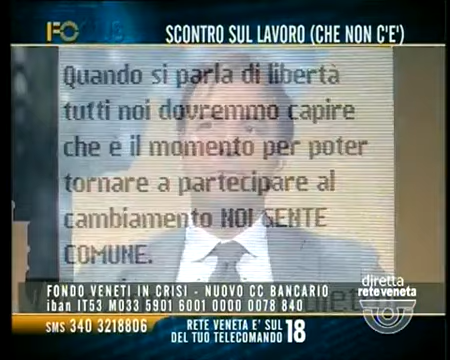 FOCUS
SCONTRO SUL LAVORO (CHE NON C'E')
Quando si parla di libertà
tutti noi dovremmo capire
che è il momento per poter
tornare a partecipare al
cambiamento NOI GENTE
COMUNE.
FONDO VENETI IN CRISI - NUOVO CC BANCARIO
iban IT53 M033 5901 6001 0000 0078 840
diretta
reteveneta
SMS 340 3218806
RETE VENETA E' SUL 18
DEL TUO TELECOMANDO